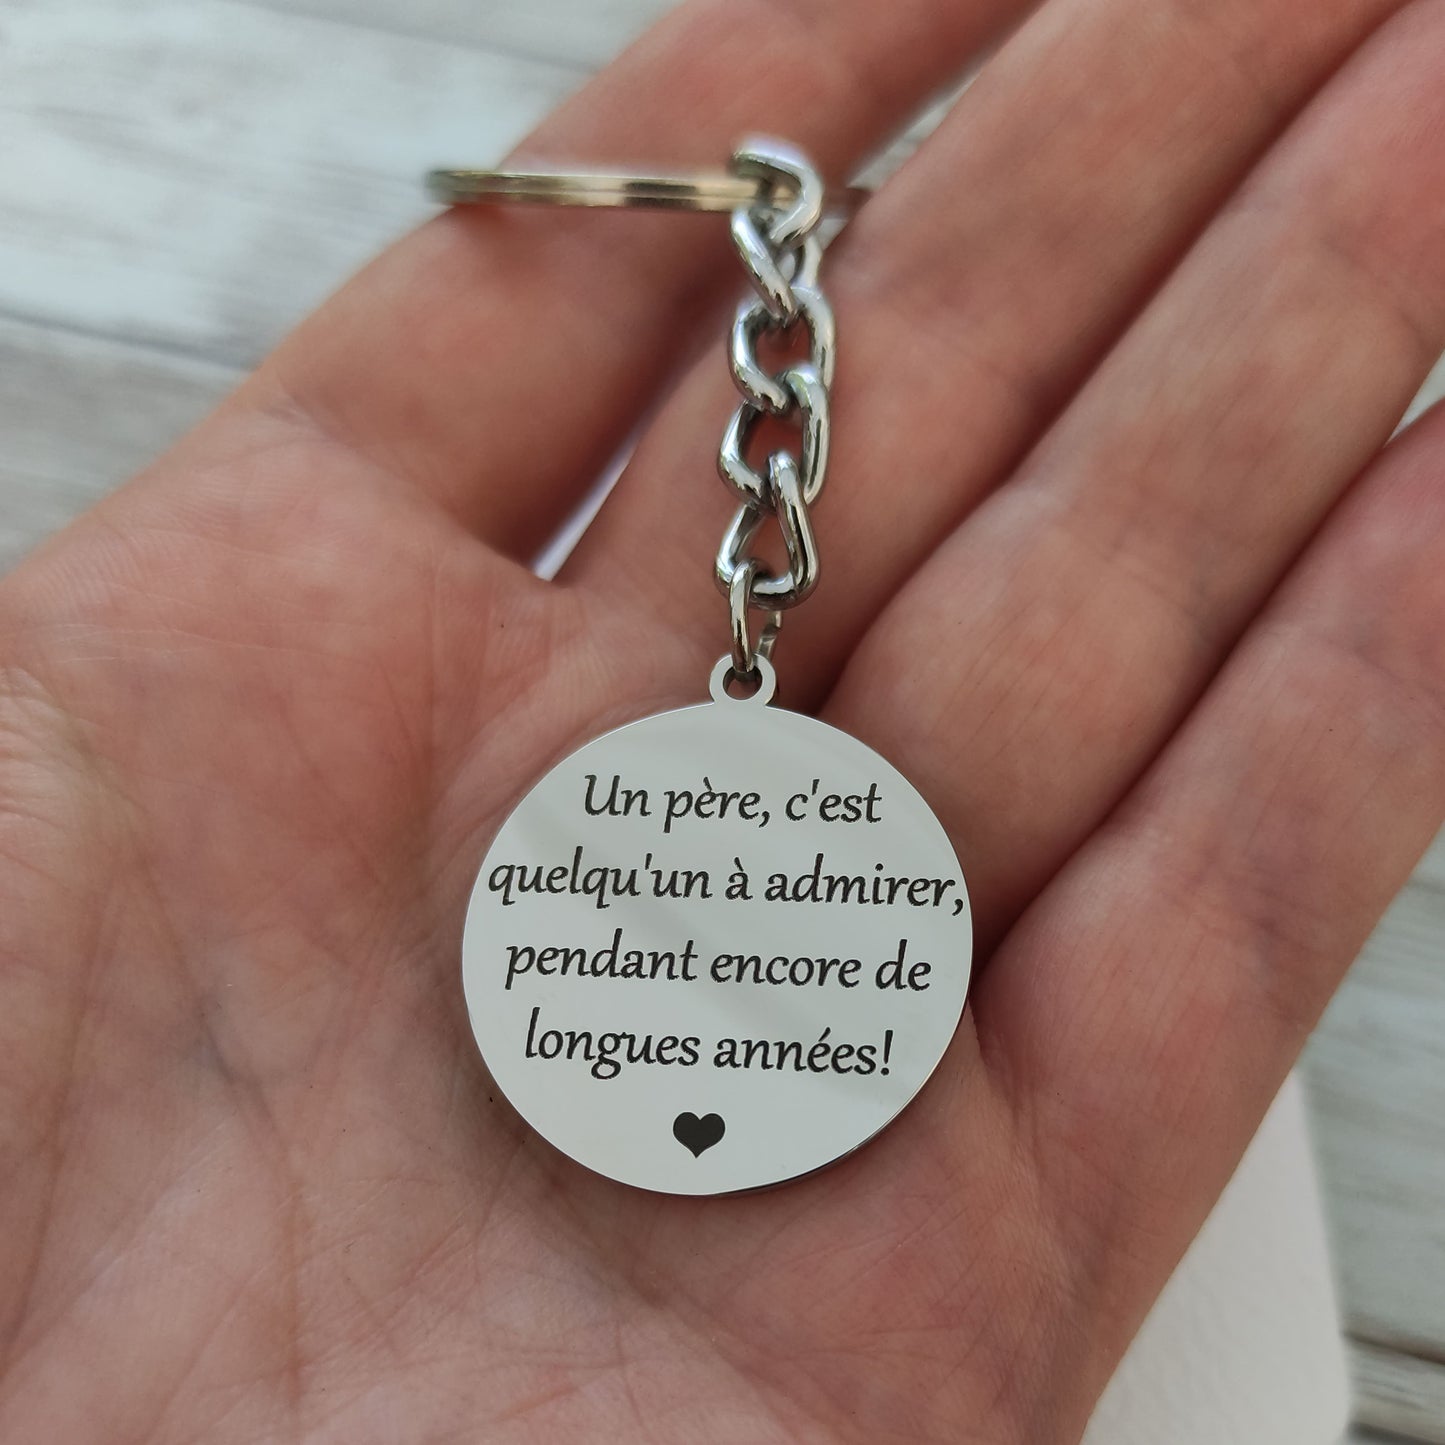 Un père, c'est
quelqu'un à admirer,
pendant encore de
longues années!